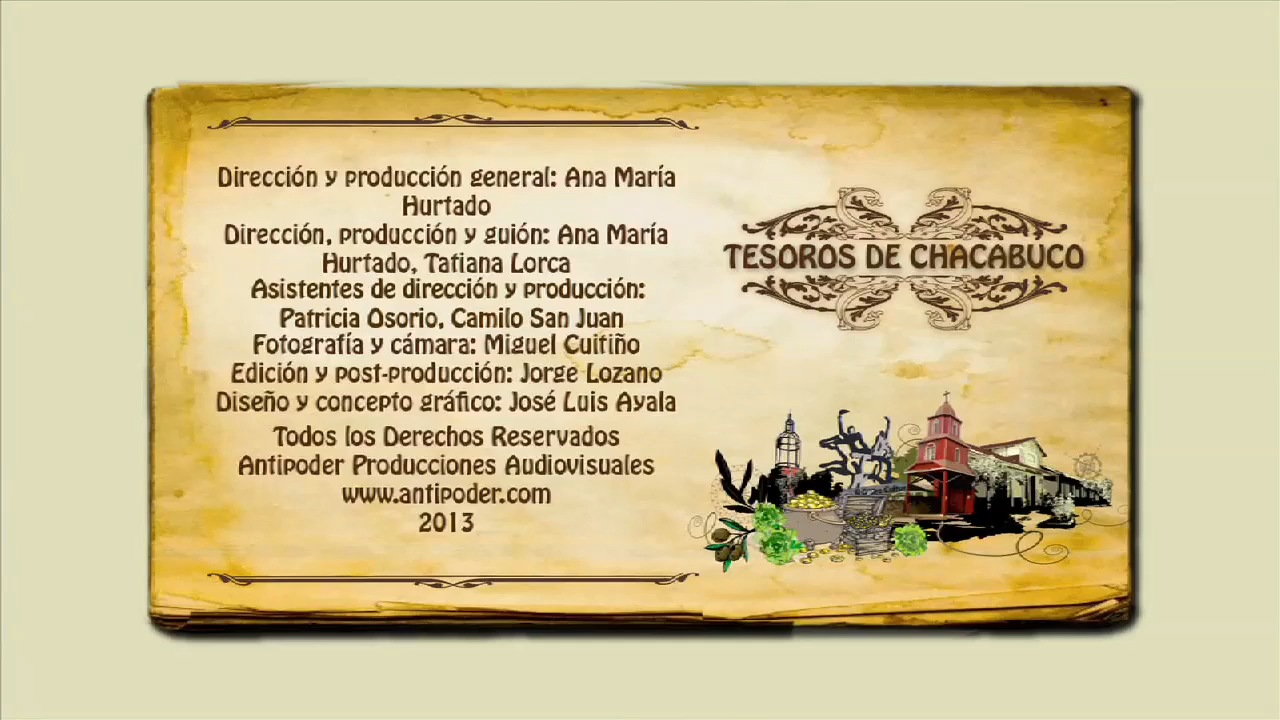 Dirección y producción general: Ana María
Hurtado
Dirección, producción y guión: Ana María
Hurtado, Tatiana Lorca
Asistentes de dirección y producción:
Patricia Osorio, Camilo San Juan
Fotografía y cámara: Miguel Cuitiño
Edición y post-producción: Jorge Lozano
Diseño y concepto gráfico: José Luis Ayala
Todos los Derechos Reservados
Antipoder Producciones Audiovisuales
www.antipoder.com
2013
TESOROS DE CHACABUCO